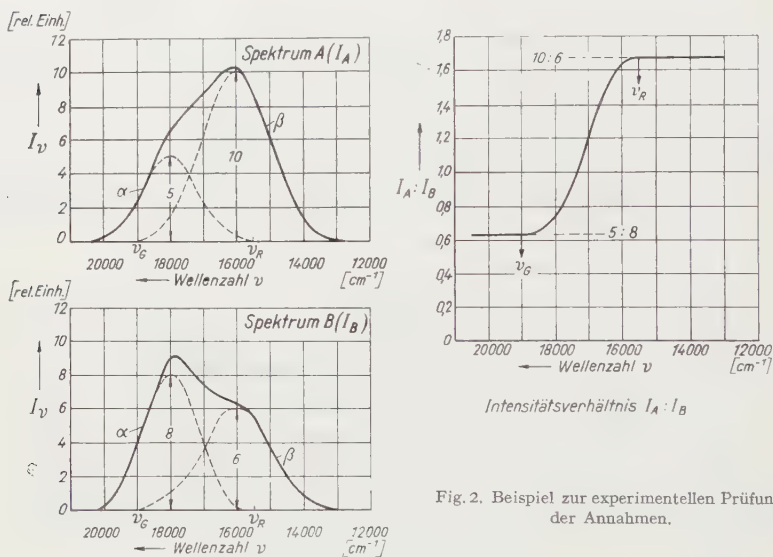 [rel. Einh.]
Spektrum A (I_A)
12
10
8
6
4
2
0
I_ν
α
β
5
10
ν_G
ν_R
20000 18000 16000 14000 12000
Wellenzahl ν
[cm⁻¹]
[rel. Einh.]
Spektrum B (I_B)
10
8
6
4
2
0
I_ν
α
β
8
6
ν_G
ν_R
20000 18000 16000 14000 12000
Wellenzahl ν
[cm⁻¹]
1,8
1,6
1,4
1,2
1,0
0,8
0,6
0,4
0,2
0
I_A : I_B
10 : 6
ν_R
5 : 8
ν_G
20000 18000 16000 14000 12000
Wellenzahl ν
[cm⁻¹]
Intensitätsverhältnis I_A : I_B
Fig. 2. Beispiel zur experimentellen Prüfun
der Annahmen.